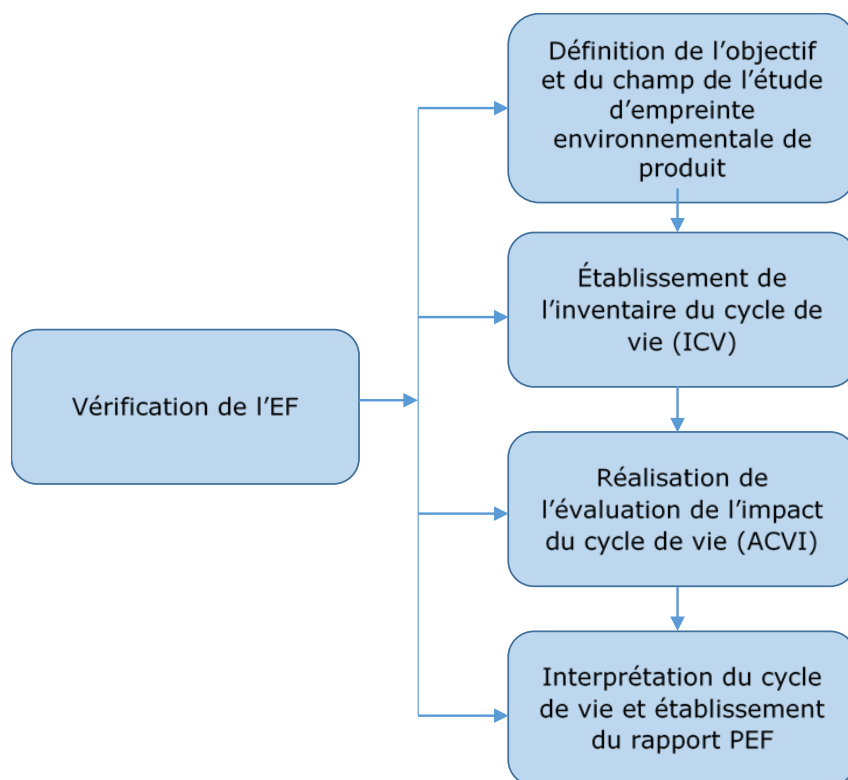 Définition de l’objectif
et du champ de l’étude
d’empreinte
environnementale de
produit
Établissement de
l’inventaire du cycle de
vie (ICV)
Vérification de l’EF
Réalisation de
l’évaluation de l’impact
du cycle de vie (ACVI)
Interprétation du cycle
de vie et établissement
du rapport PEF